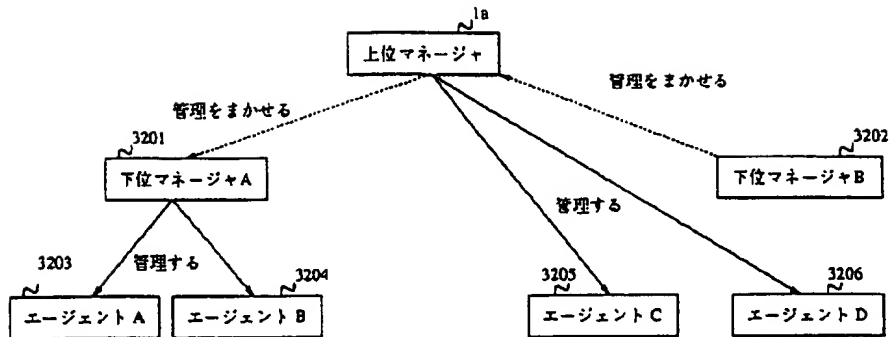 1a
上位マネージャ
管理をまかせる
管理をまかせる
3201
3202
下位マネージャA
下位マネージャB
管理する
管理する
3203
3204
3205
3206
エージェントA
エージェントB
エージェントC
エージェントD